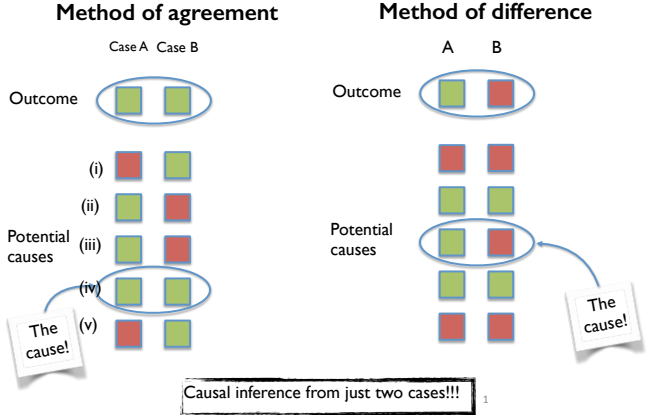 Method of agreement
Case A Case B
Outcome
(i)
(ii)
Potential
causes
(iii)
(iv)
(v)
The
cause!
Method of difference
A B
Outcome
Potential
causes
The
cause!
Causal inference from just two cases!!!
1